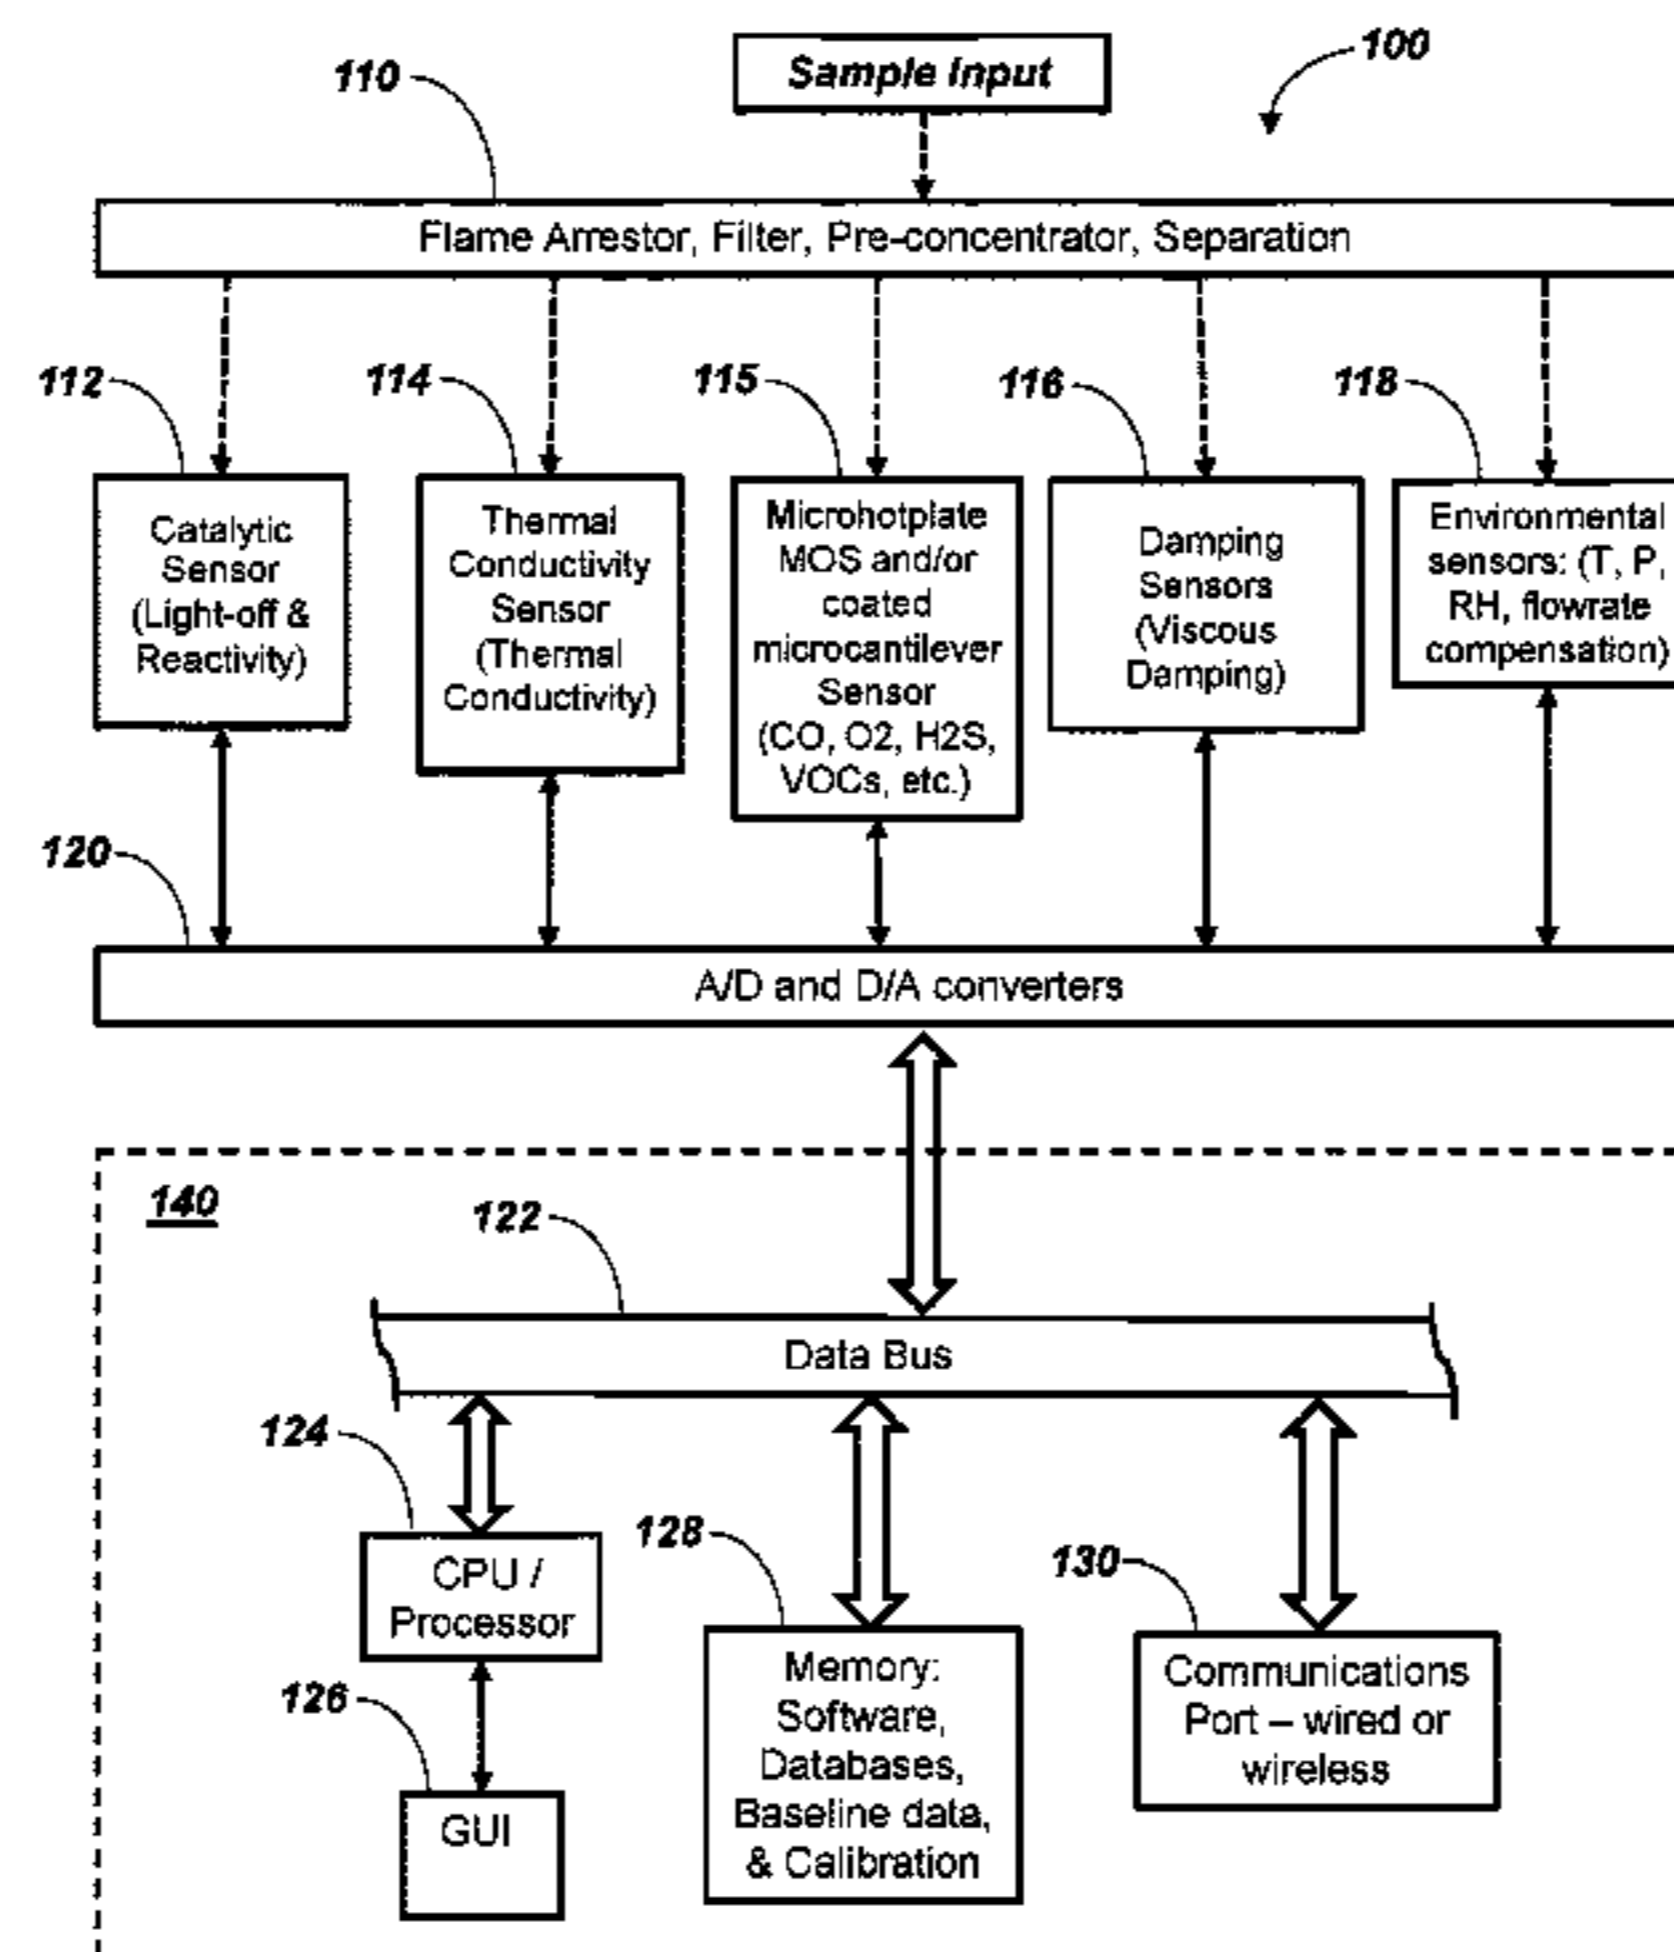 100
110
Sample Input
Flame Arrestor, Filter, Pre-concentrator, Separation
112
114
115
116
118
Catalytic
Sensor
(Light-off &
Reactivity)
Thermal
Conductivity
Sensor
(Thermal
Conductivity)
Microhotplate
MOS and/or
coated
microcantilever
Sensor
(CO, O2, H2S,
VOCs, etc.)
Damping
Sensors
(Viscous
Damping)
Environmental
sensors: (T, P,
RH, flowrate
compensation)
120
A/D and D/A converters
140
122
Data Bus
124
CPU /
Processor
126
GUI
128
Memory:
Software,
Databases,
Baseline data,
& Calibration
130
Communications
Port – wired or
wireless